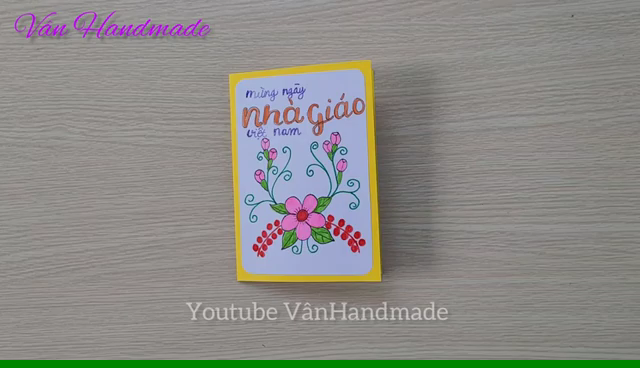 Vân Handmade
mừng ngày
nhà giáo
việt nam
Youtube VânHandmade